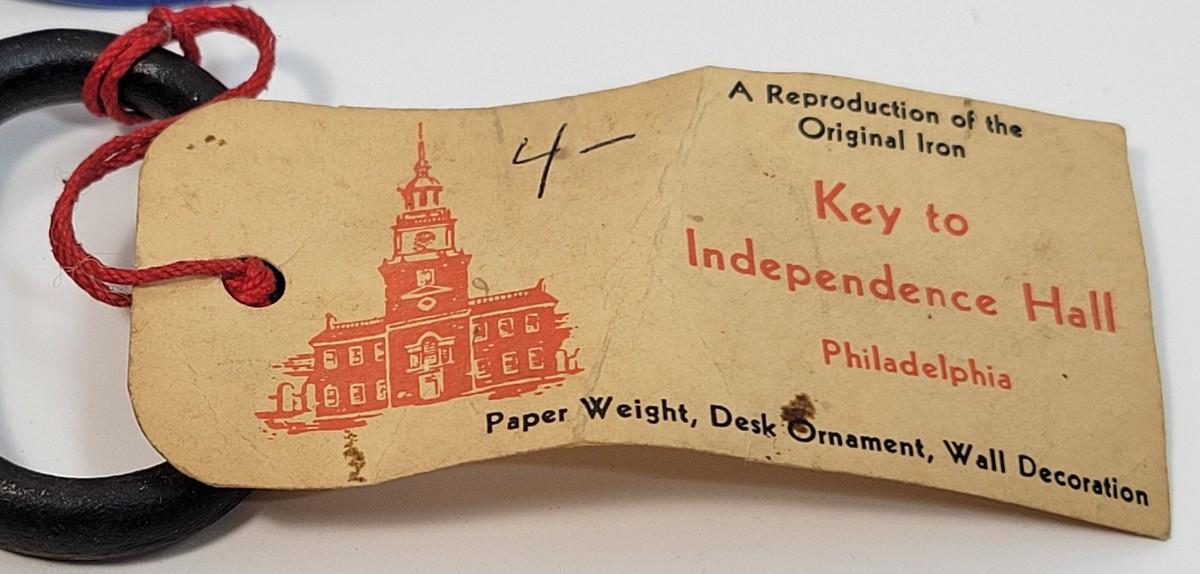 4-
A Reproduction of the
Original Iron
Key to
Independence Hall
Philadelphia
Paper Weight, Desk Ornament, Wall Decoration